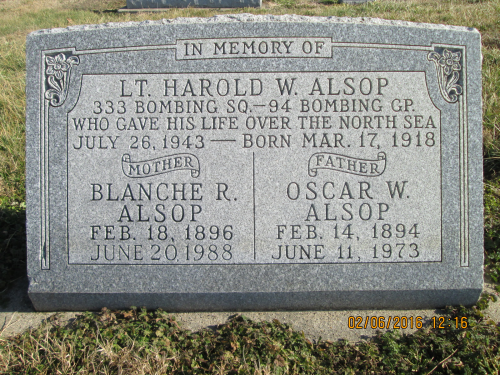 IN MEMORY OF
LT. HAROLD W. ALSOP
333 BOMBING SQ.—94 BOMBING GP.
WHO GAVE HIS LIFE OVER THE NORTH SEA
JULY 26, 1943 — BORN MAR. 17, 1918
MOTHER
BLANCHE R.
ALSOP
FEB. 18, 1896
JUNE 20 1988
FATHER
OSCAR W.
ALSOP
FEB. 14, 1894
JUNE 11, 1973
02/06/2016 12:15